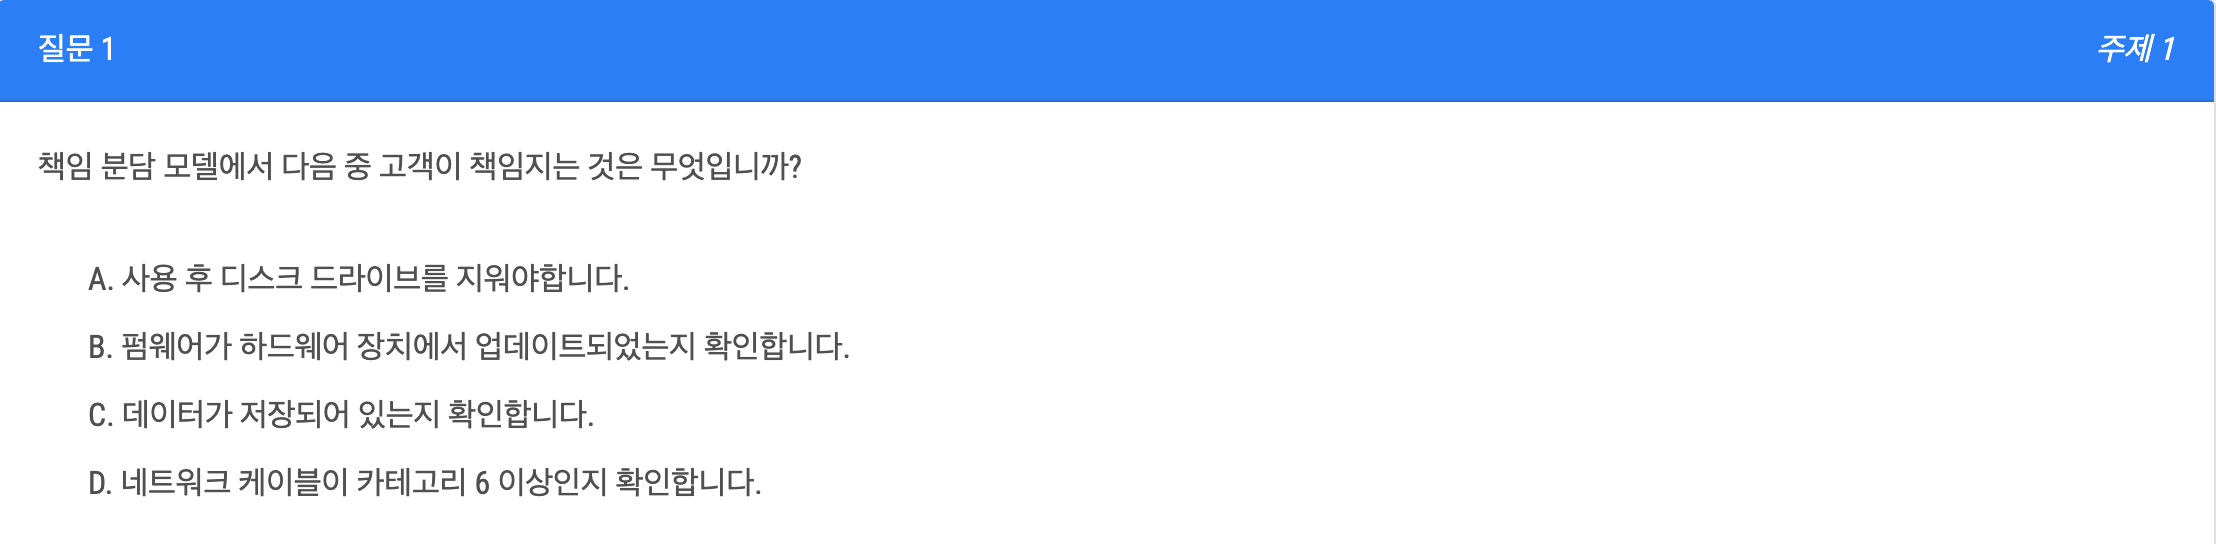 질문 1
주제 1
책임 분담 모델에서 다음 중 고객이 책임지는 것은 무엇입니까?
A. 사용 후 디스크 드라이브를 지워야합니다.
B. 펌웨어가 하드웨어 장치에서 업데이트되었는지 확인합니다.
C. 데이터가 저장되어 있는지 확인합니다.
D. 네트워크 케이블이 카테고리 6 이상인지 확인합니다.